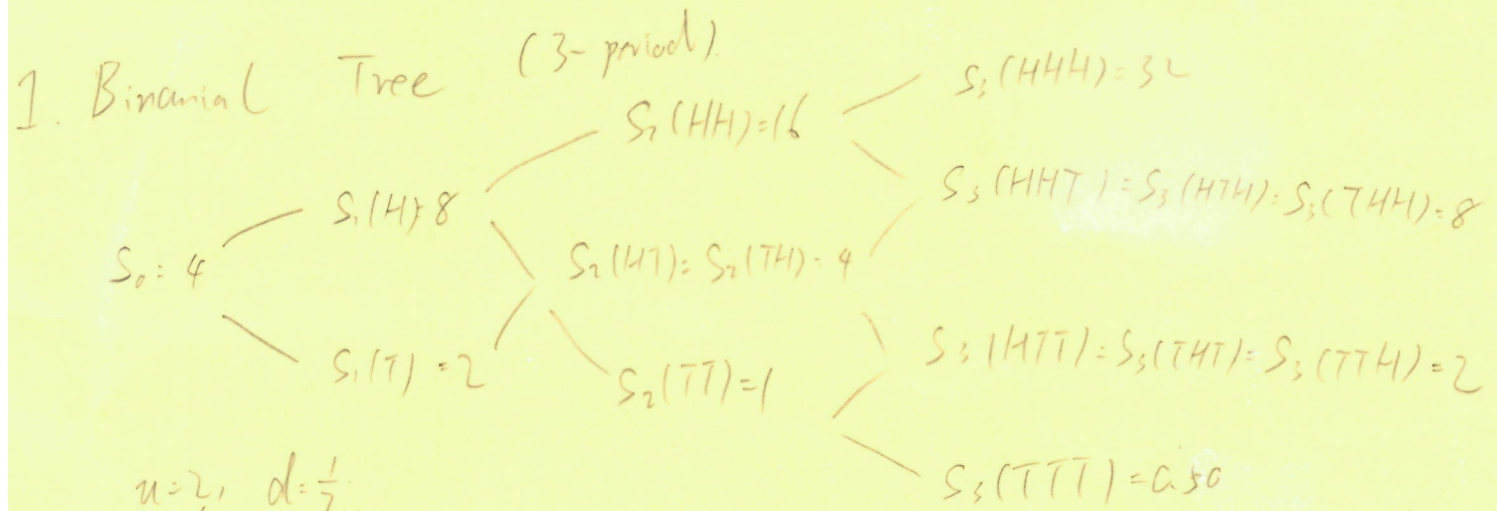 1. Binomial Tree (3-period)
S₃(HHH)=32
S₂(HH)=16
S₃(HHT)=S₃(HTH)=S₃(THH)=8
S₁(H)=8
S₀=4
S₂(HT)=S₂(TH)=4
S₃(HTT)=S₃(THT)=S₃(TTH)=2
S₁(T)=2
S₂(TT)=1
S₃(TTT)=0.50
u=2, d=½